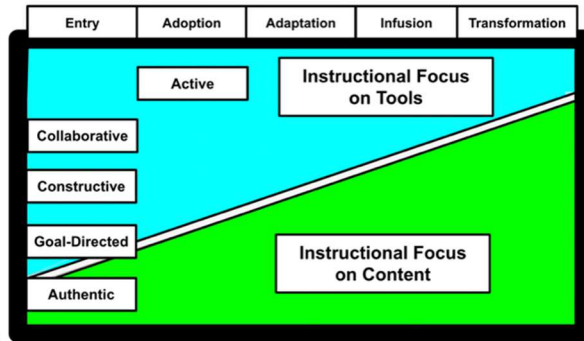 Entry Adoption Adaptation Infusion Transformation
Active
Instructional Focus
on Tools
Collaborative
Constructive
Goal-Directed
Instructional Focus
on Content
Authentic